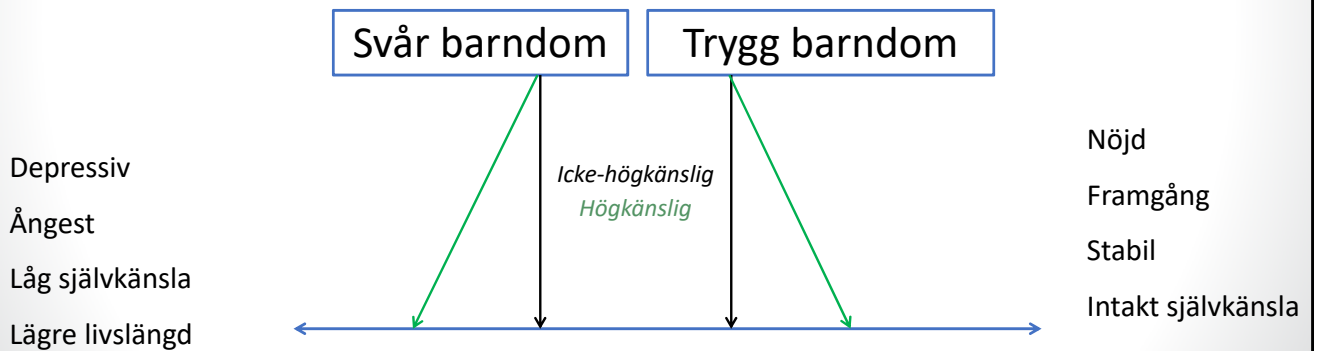 Svår barndom
Trygg barndom
Depressiv
Ångest
Låg självkänsla
Lägre livslängd
Icke-högkänslig
Högkänslig
Nöjd
Framgång
Stabil
Intakt självkänsla